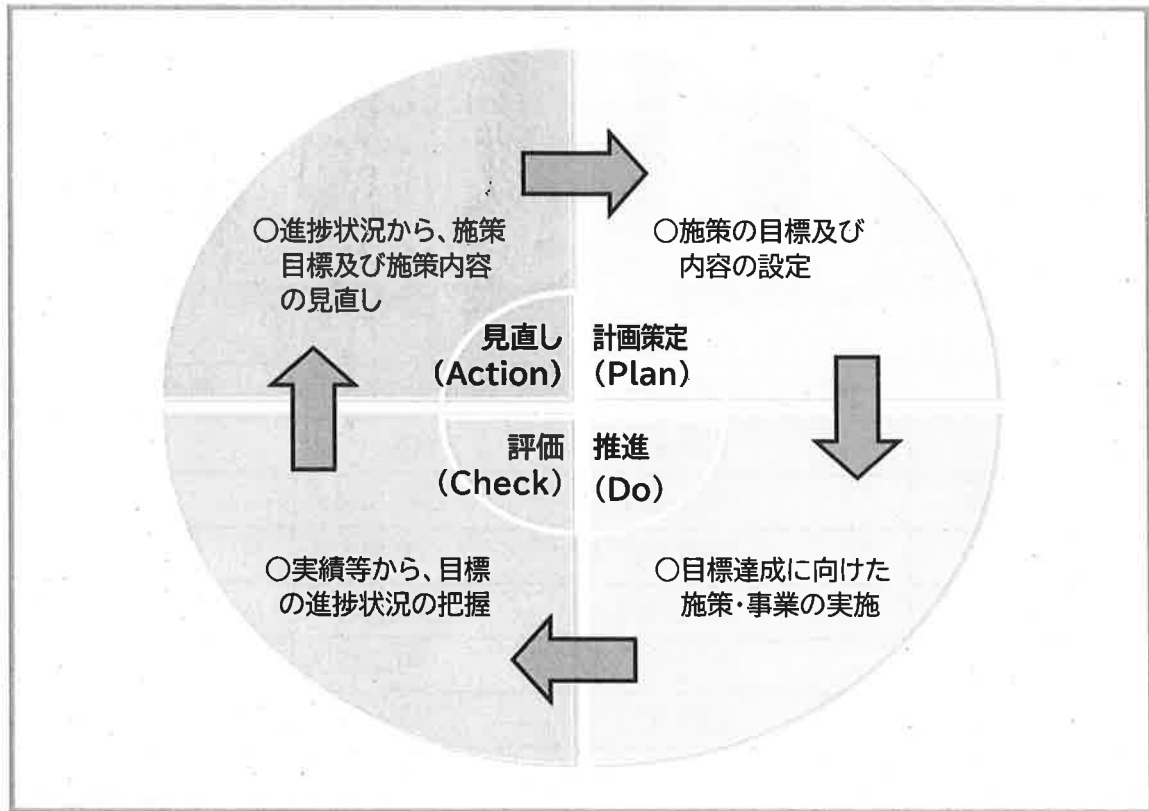 ○進捗状況から、施策
目標及び施策内容
の見直し
○施策の目標及び
内容の設定
見直し
(Action)
計画策定
(Plan)
評価
(Check)
推進
(Do)
○実績等から、目標
の進捗状況の把握
○目標達成に向けた
施策・事業の実施